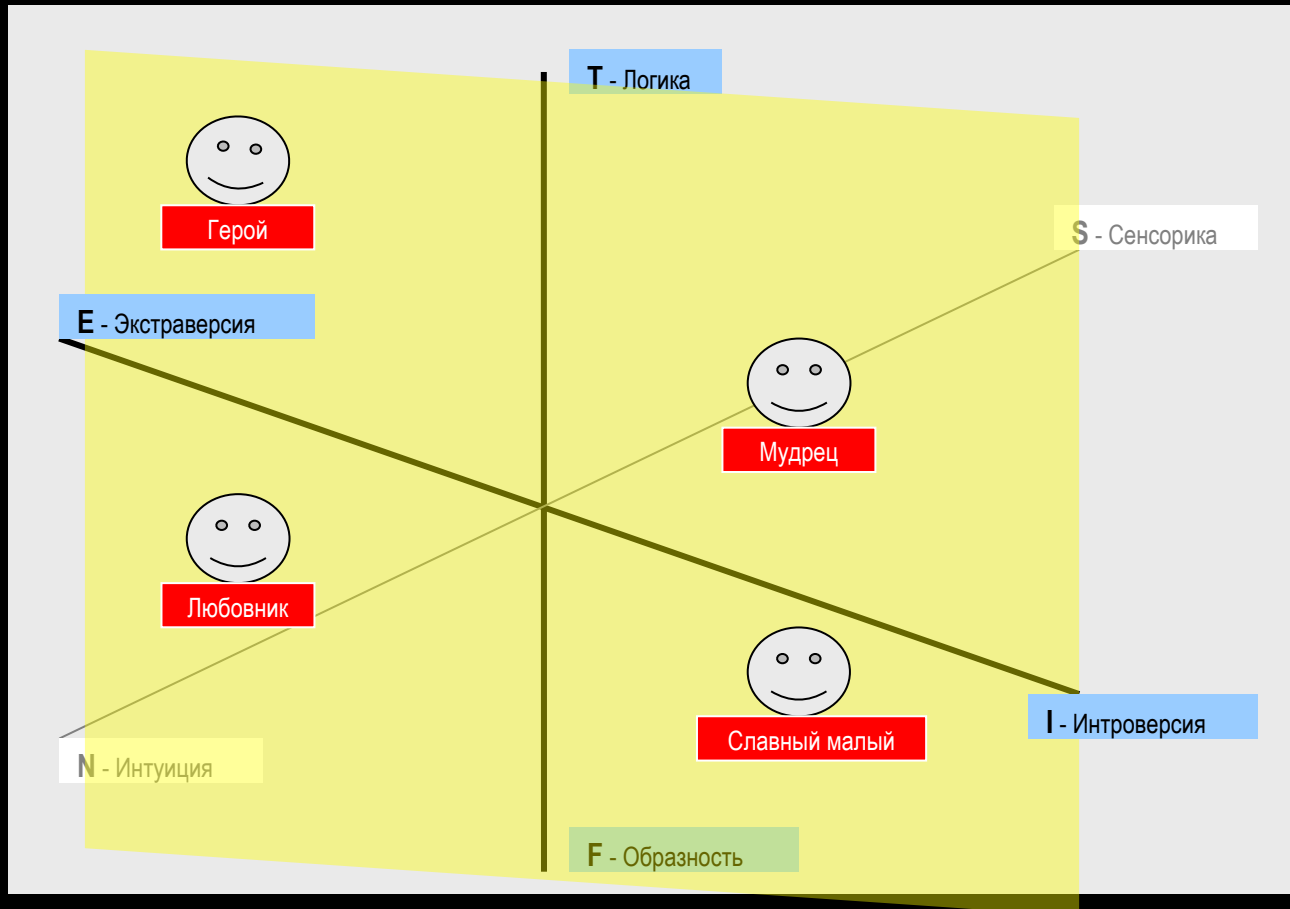 T - Логика
Герой
S - Сенсорика
E - Экстраверсия
Мудрец
Любовник
I - Интроверсия
Славный малый
N - Интуиция
F - Образность